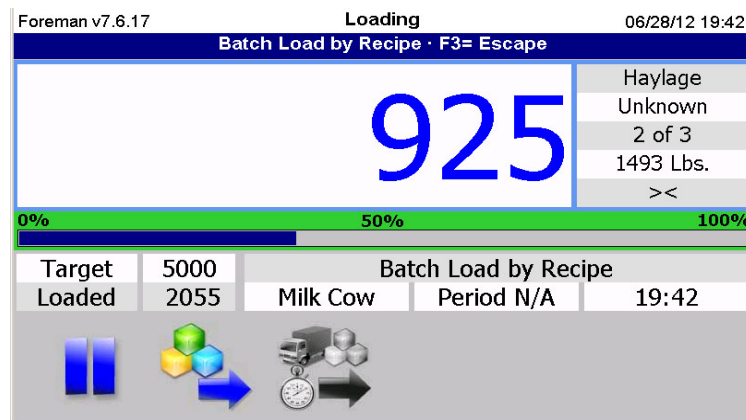 Foreman v7.6.17 Loading 06/28/12 19:42
Batch Load by Recipe · F3= Escape
925
Haylage
Unknown
2 of 3
1493 Lbs.
><
0% 50% 100%
Target 5000 Batch Load by Recipe
Loaded 2055 Milk Cow Period N/A 19:42